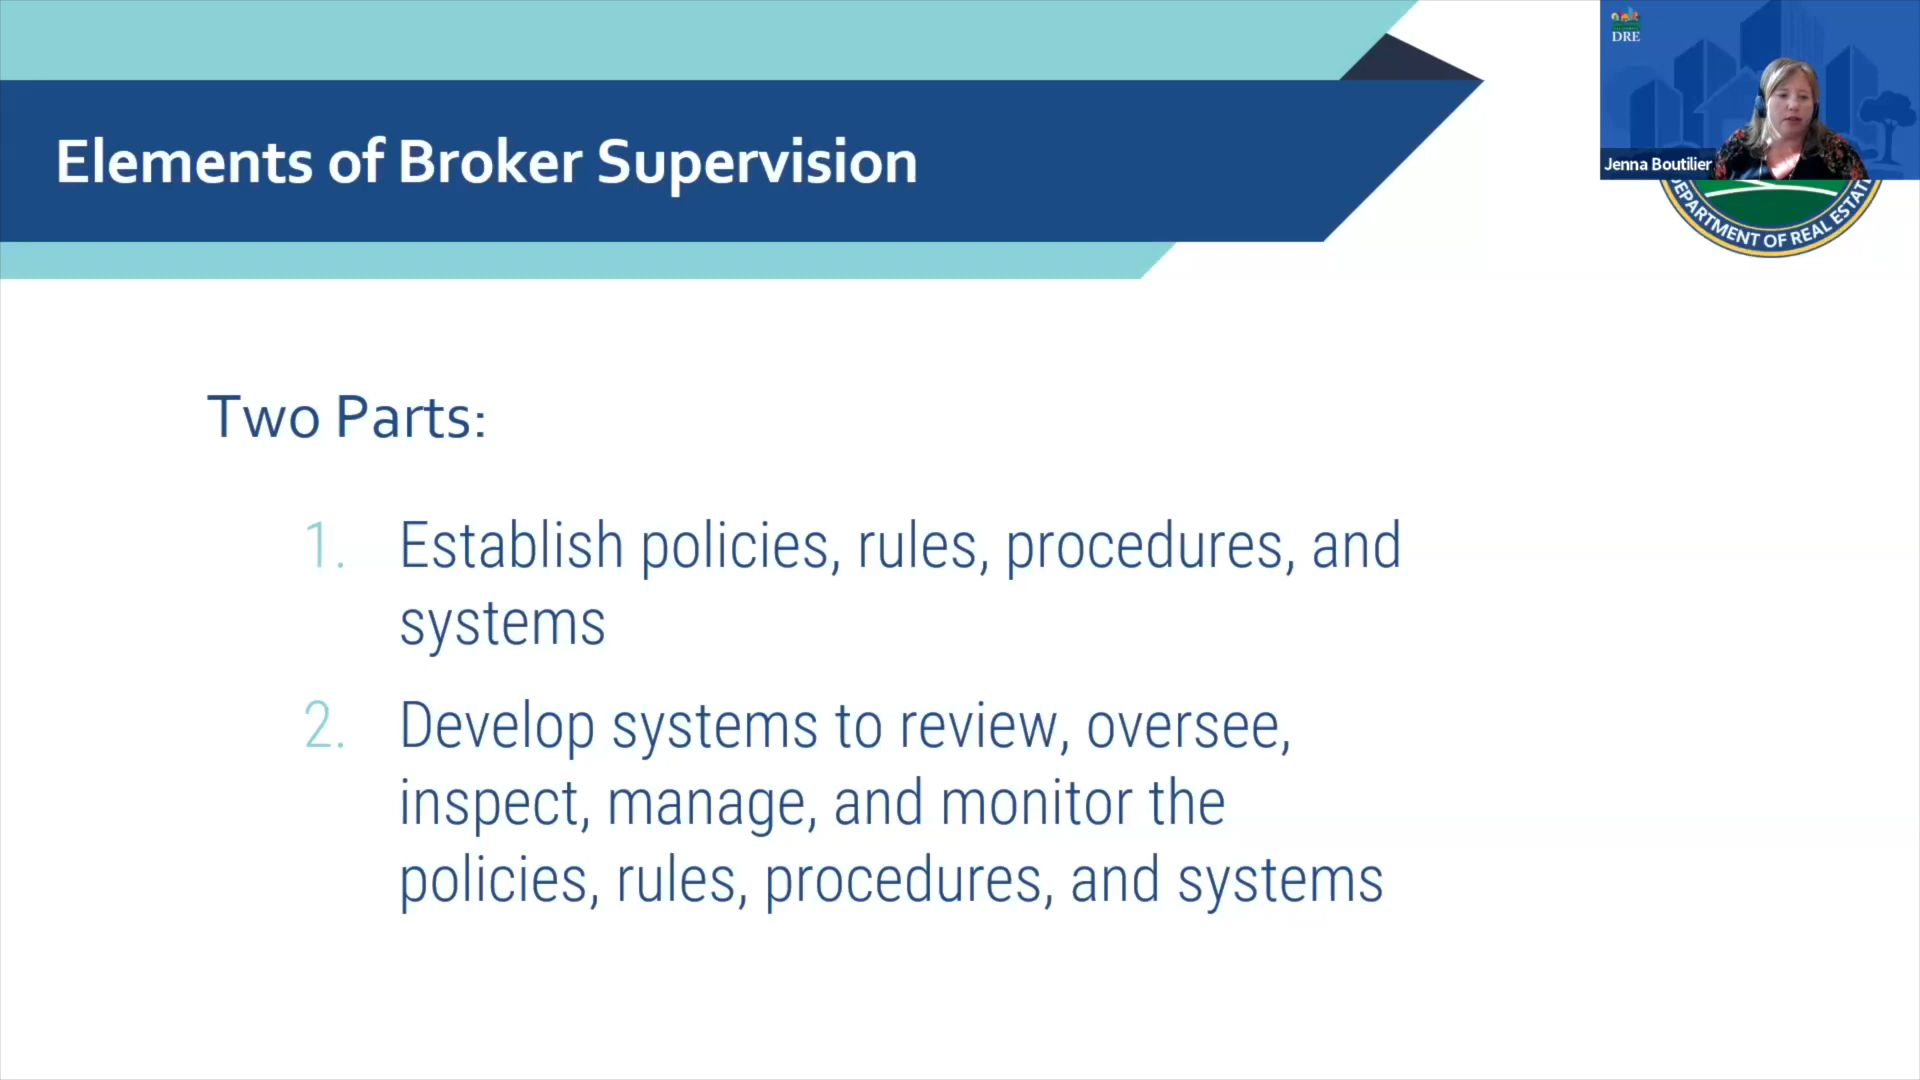 Elements of Broker Supervision
DRE
Jenna Boutilier
DEPARTMENT OF REAL ESTATE
Two Parts:
1. Establish policies, rules, procedures, and
systems
2. Develop systems to review, oversee,
inspect, manage, and monitor the
policies, rules, procedures, and systems